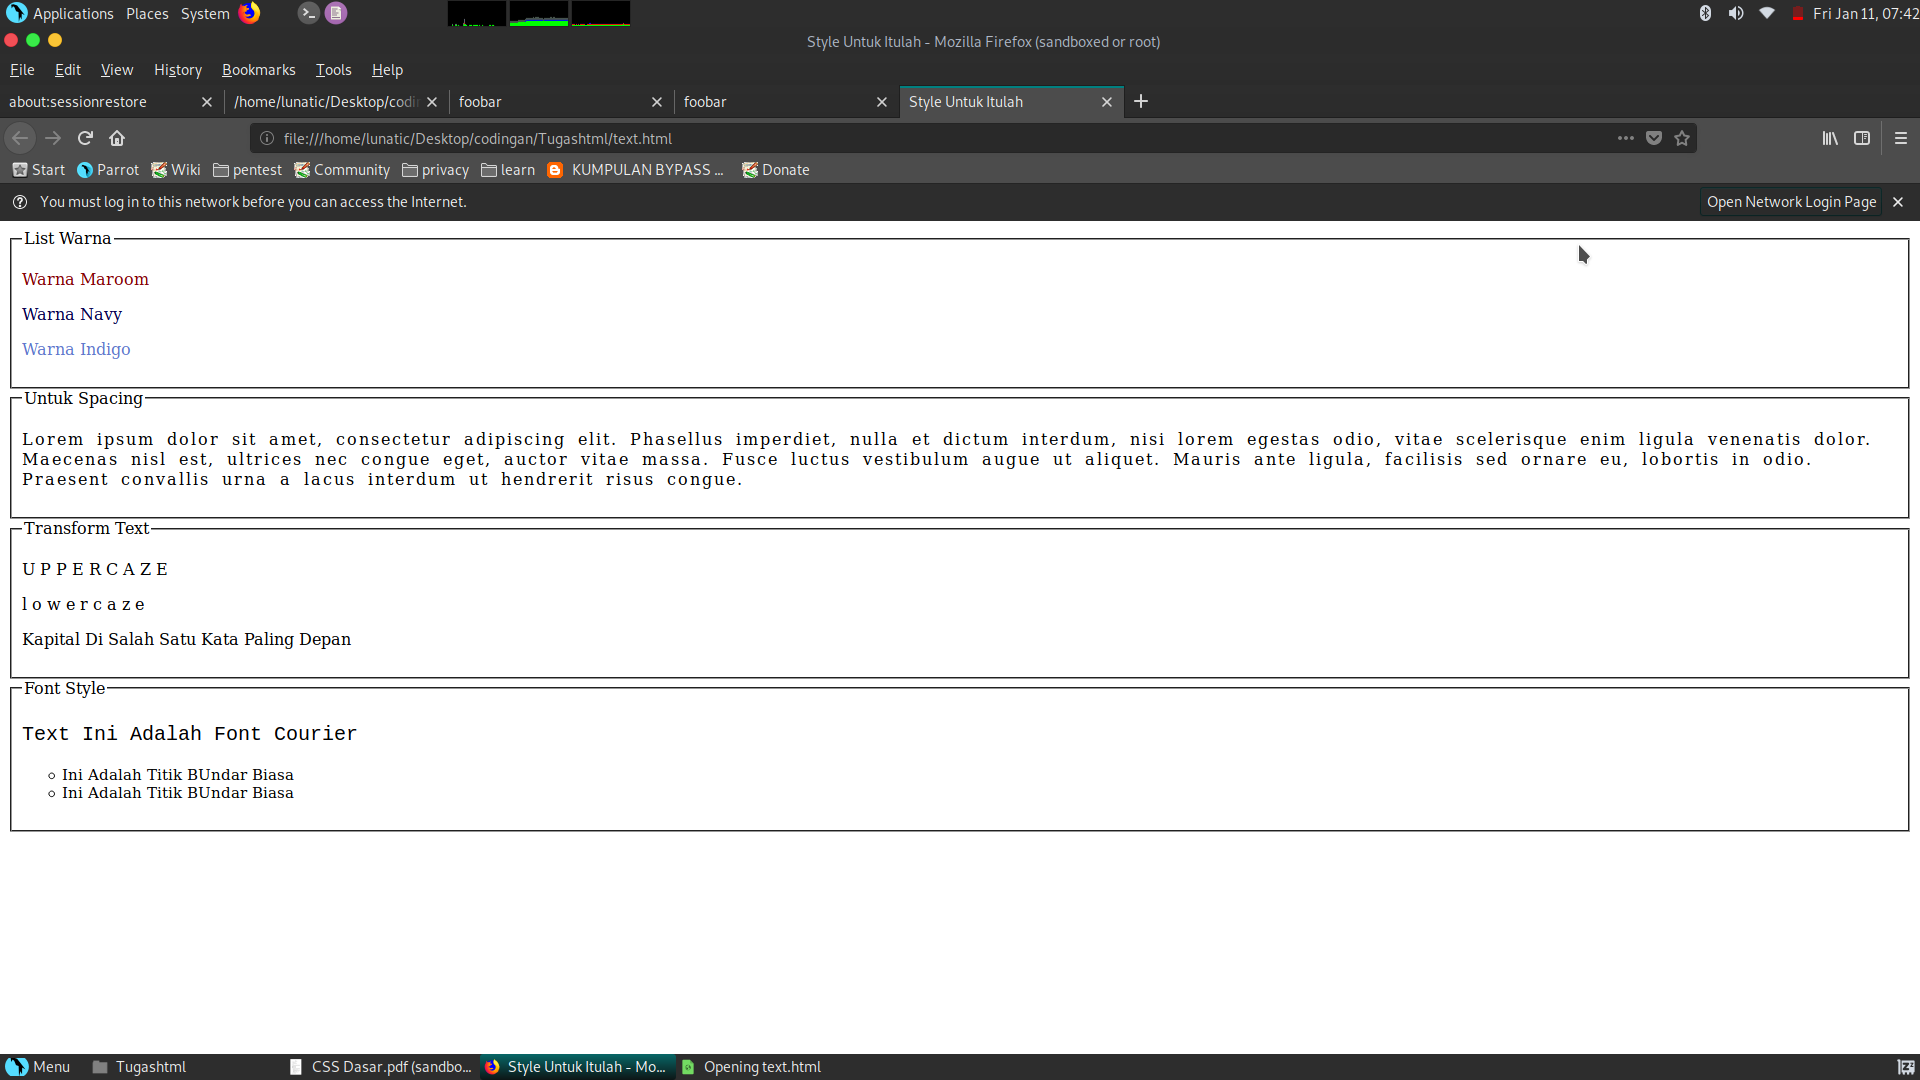 Applications Places System Fri Jan 11, 07:42
Style Untuk Itulah - Mozilla Firefox (sandboxed or root)
File Edit View History Bookmarks Tools Help
about:sessionrestore /home/lunatic/Desktop/codin foobar foobar Style Untuk Itulah
file:///home/lunatic/Desktop/codingan/Tugashtml/text.html
Start Parrot Wiki pentest Community privacy learn KUMPULAN BYPASS ... Donate
You must log in to this network before you can access the Internet. Open Network Login Page
List Warna
Warna Maroom
Warna Navy
Warna Indigo
Untuk Spacing
Lorem ipsum dolor sit amet, consectetur adipiscing elit. Phasellus imperdiet, nulla et dictum interdum, nisi lorem egestas odio, vitae scelerisque enim ligula venenatis dolor.
Maecenas nisl est, ultrices nec congue eget, auctor vitae massa. Fusce luctus vestibulum augue ut aliquet. Mauris ante ligula, facilisis sed ornare eu, lobortis in odio.
Praesent convallis urna a lacus interdum ut hendrerit risus congue.
Transform Text
U P P E R C A Z E
l o w e r c a z e
Kapital Di Salah Satu Kata Paling Depan
Font Style
Text Ini Adalah Font Courier
Ini Adalah Titik BUndar Biasa
Ini Adalah Titik BUndar Biasa
Menu Tugashtml CSS Dasar.pdf (sandbo... Style Untuk Itulah - Mo... Opening text.html